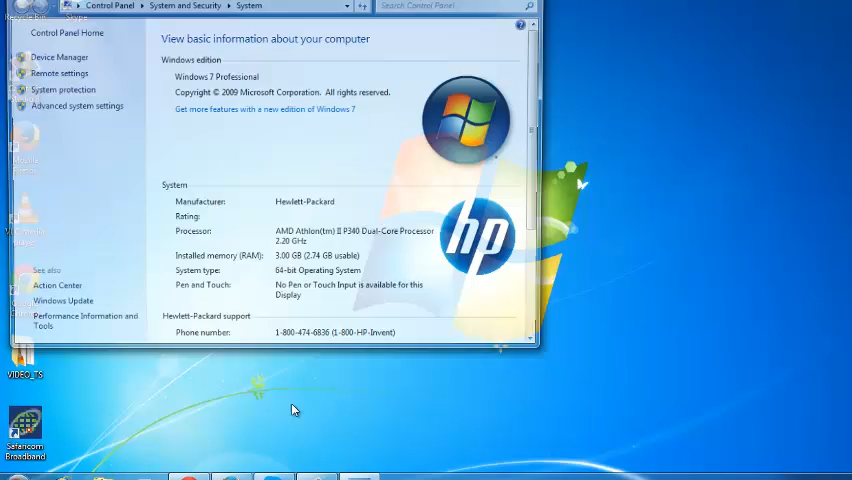 Control Panel
System and Security
System
Search Control Panel
Recycle Bin
Skype
Control Panel Home
Device Manager
Remote settings
System protection
Advanced system settings
View basic information about your computer
Windows edition
Windows 7 Professional
Copyright © 2009 Microsoft Corporation. All rights reserved.
Get more features with a new edition of Windows 7
System
Manufacturer: Hewlett-Packard
Rating:
Processor: AMD Athlon(tm) II P340 Dual-Core Processor
2.20 GHz
Installed memory (RAM): 3.00 GB (2.74 GB usable)
System type: 64-bit Operating System
Pen and Touch: No Pen or Touch Input is available for this
Display
Hewlett-Packard support
Phone number: 1-800-474-6836 (1-800-HP-Invent)
hp
See also
Action Center
Windows Update
Performance Information and
Tools
Mozilla
VLC media
VIDEO_TS
Safaricom
Broadband